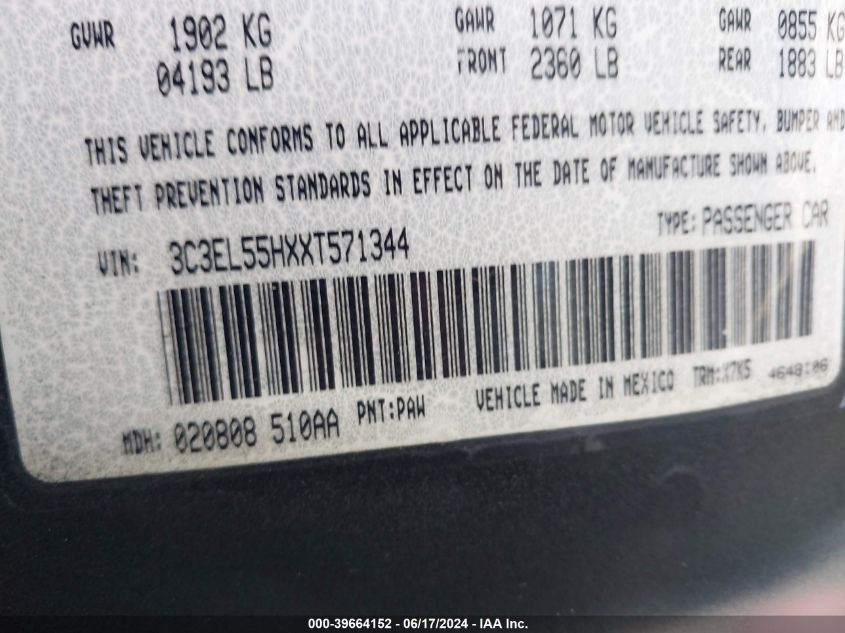 GVWR 1902 KG GAWR 1071 KG GAWR 0855 KG
04193 LB FRONT 2360 LB REAR 1883 LB
THIS VEHICLE CONFORMS TO ALL APPLICABLE FEDERAL MOTOR VEHICLE SAFETY, BUMPER AND
THEFT PREVENTION STANDARDS IN EFFECT ON THE DATE OF MANUFACTURE SHOWN ABOVE.
VIN: 3C3EL55HXXT571344 TYPE: PASSENGER CAR
MDH: 020808 510AA PNT:PAW VEHICLE MADE IN MEXICO TRM:X7K5 4648106
000-39664152 - 06/17/2024 - IAA Inc.